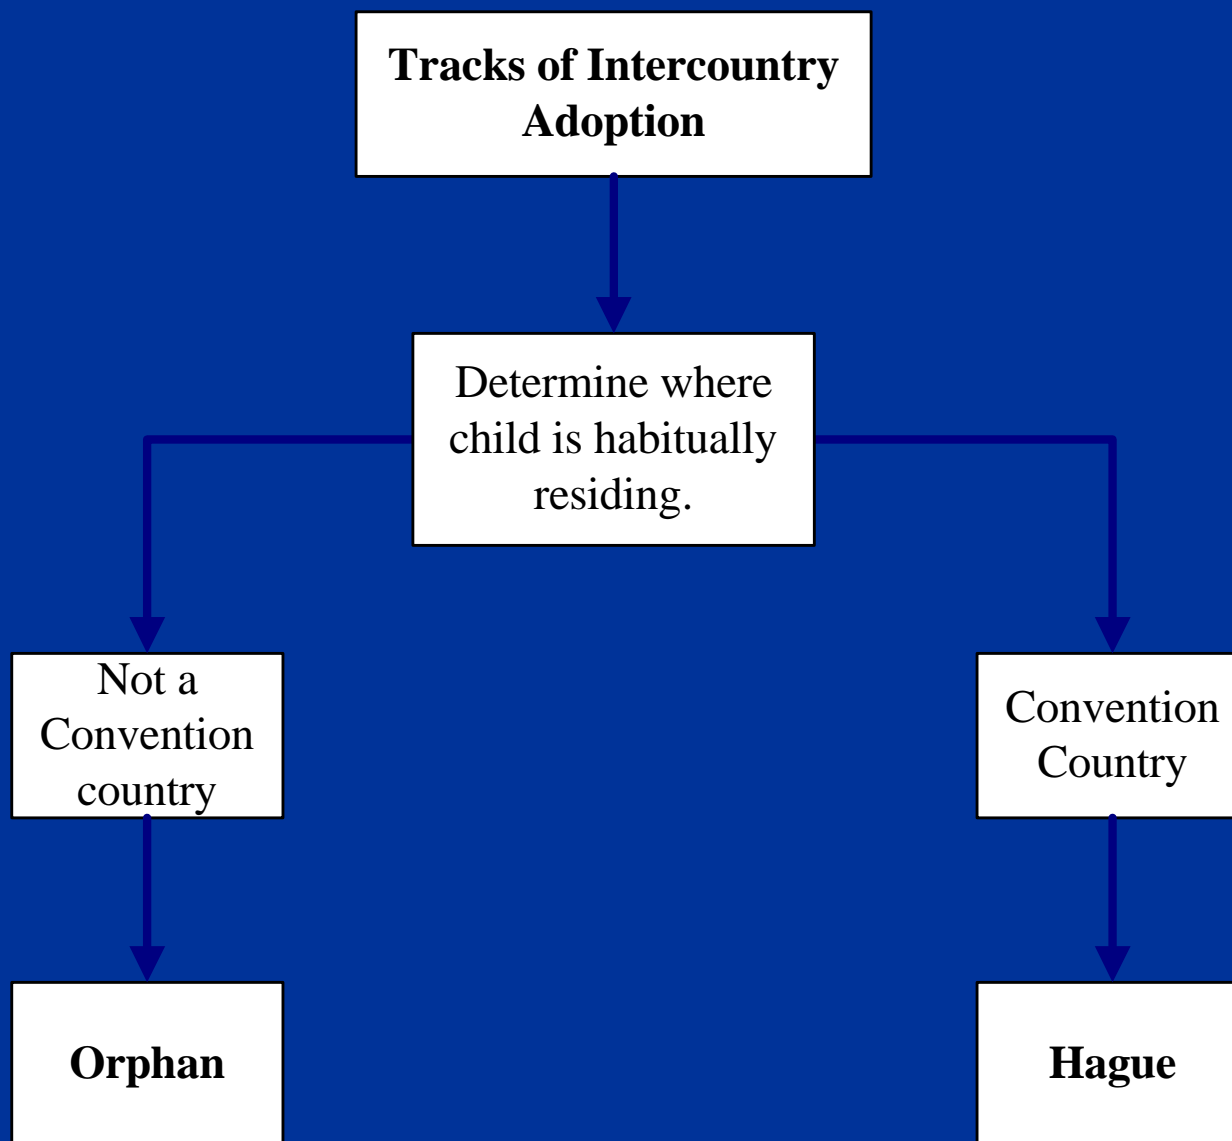 Tracks of Intercountry
Adoption
Determine where
child is habitually
residing.
Not a
Convention
country
Convention
Country
Orphan
Hague